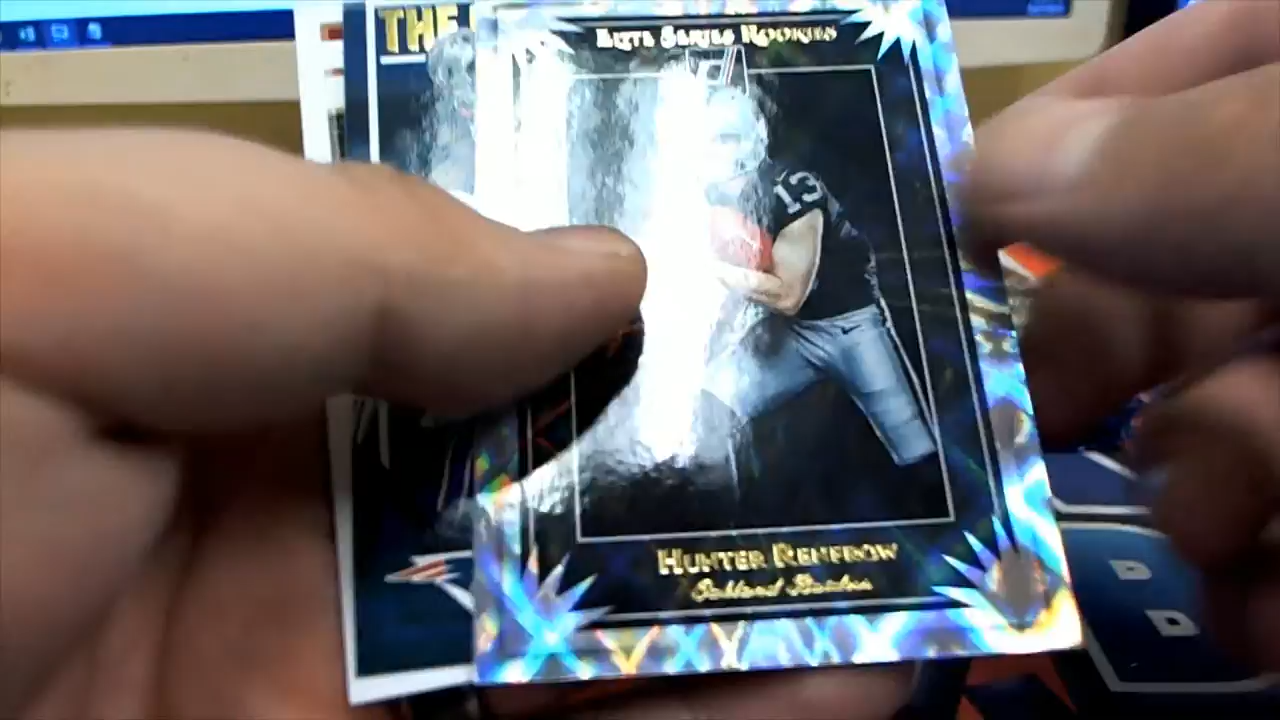 THE
ELITE SERIES ROOKIES
13
HUNTER RENFROW
Oakland Raiders
D
D